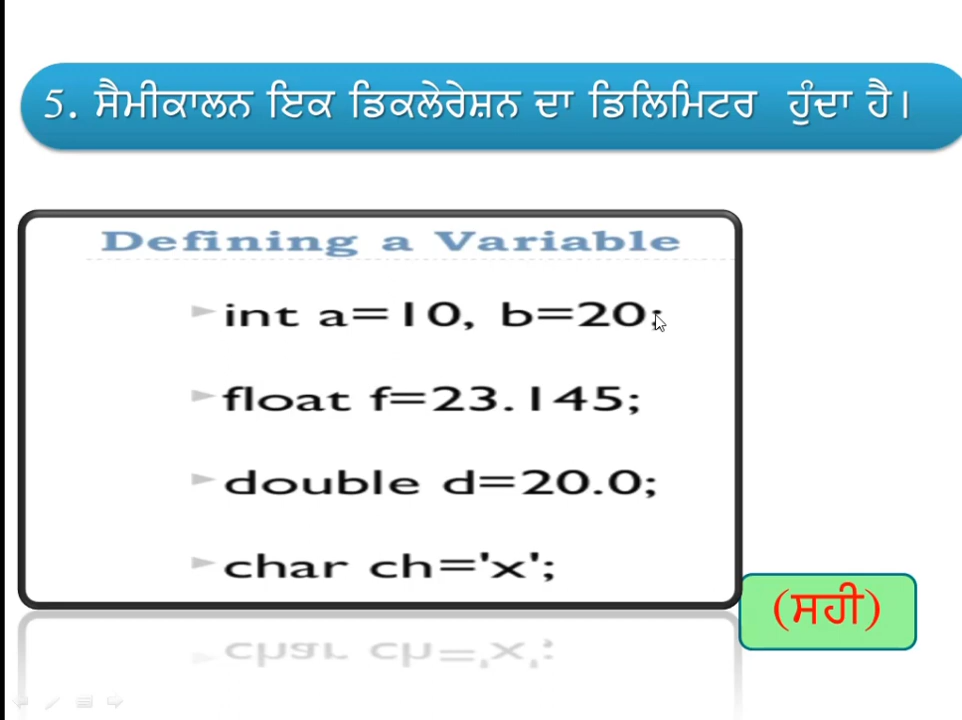 5. ਸੈਮੀਕਾਲਨ ਇਕ ਡਿਕਲੇਰੇਸ਼ਨ ਦਾ ਡਿਲਿਮਿਟਰ ਹੁੰਦਾ ਹੈ।
Defining a Variable
int a=10, b=20;
float f=23.145;
double d=20.0;
char ch='x';
(ਸਹੀ)